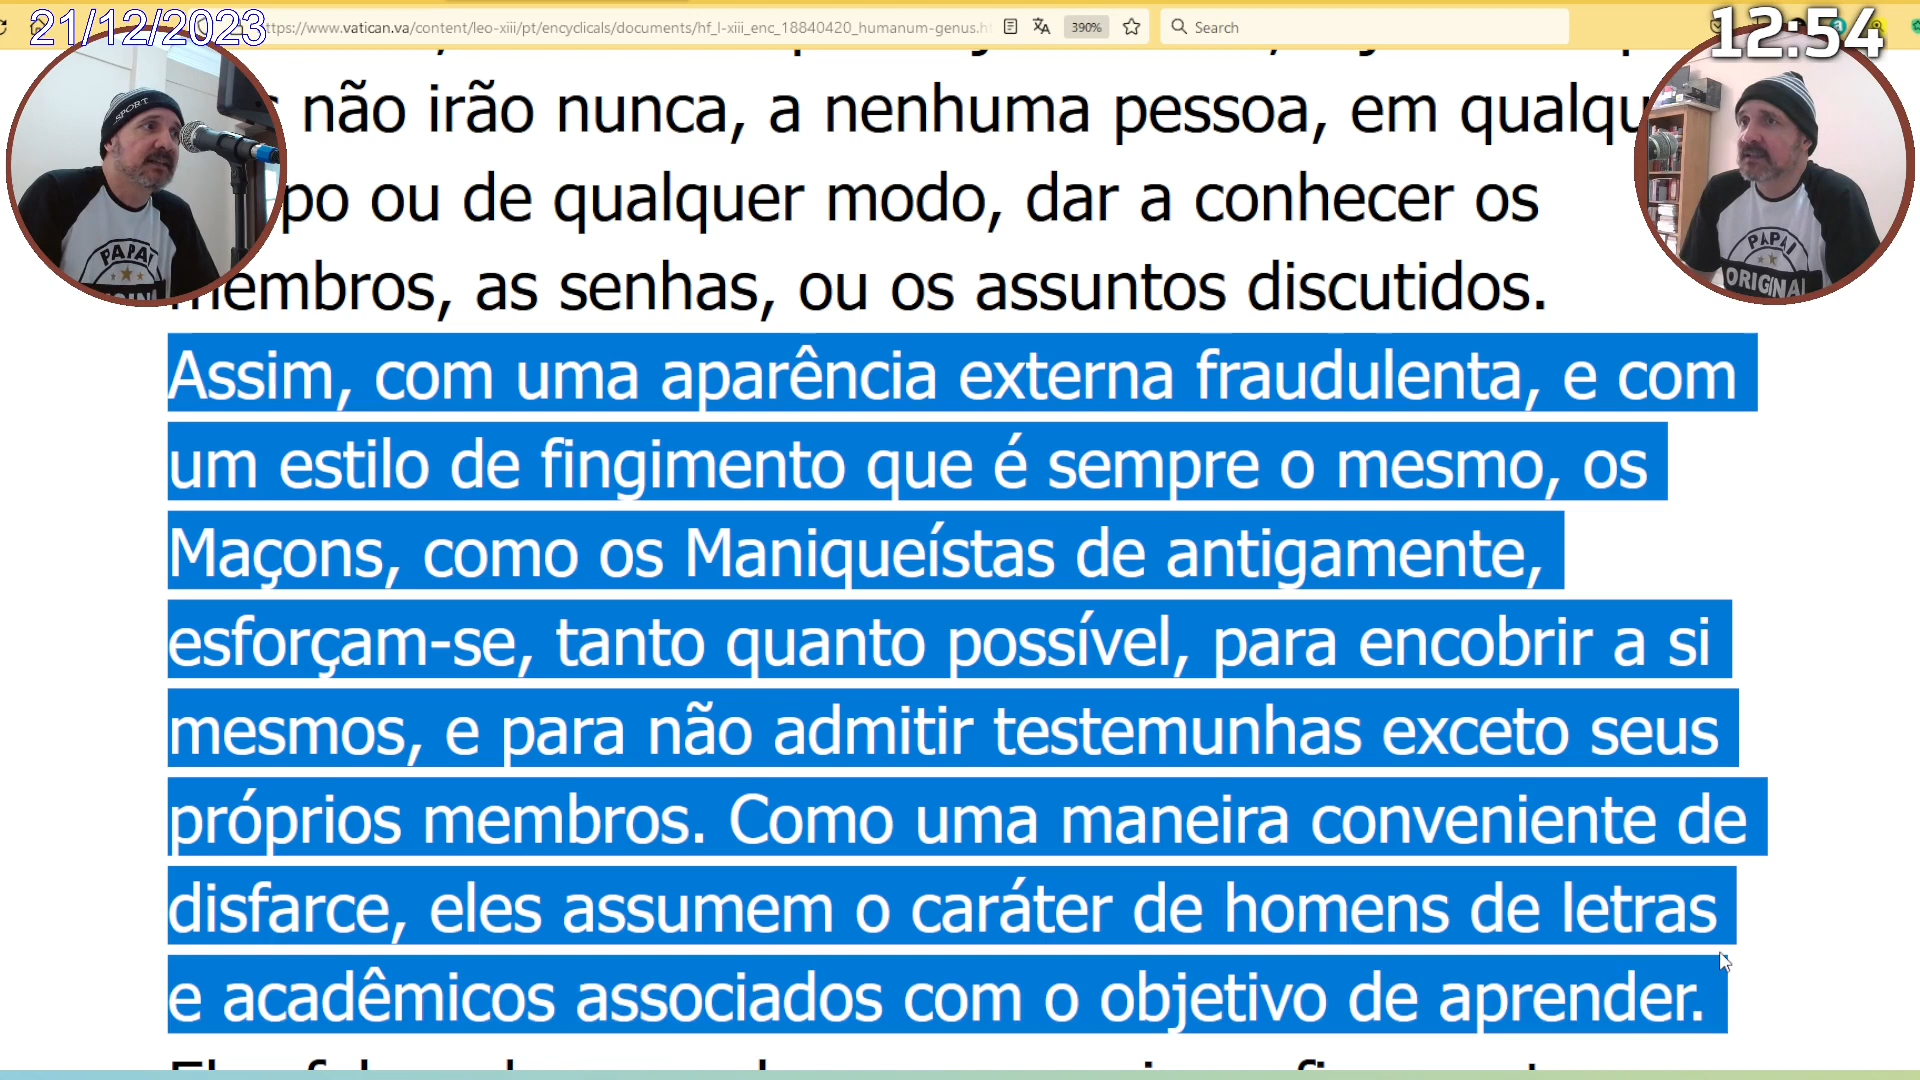 21/12/2023
https://www.vatican.va/content/leo-xiii/pt/encyclicals/documents/hf_l-xiii_enc_18840420_humanum-genus.h
390%
Search
12:54
não irão nunca, a nenhuma pessoa, em qualqu
po ou de qualquer modo, dar a conhecer os
membros, as senhas, ou os assuntos discutidos.
Assim, com uma aparência externa fraudulenta, e com
um estilo de fingimento que é sempre o mesmo, os
Maçons, como os Maniqueístas de antigamente,
esforçam-se, tanto quanto possível, para encobrir a si
mesmos, e para não admitir testemunhas exceto seus
próprios membros. Como uma maneira conveniente de
disfarce, eles assumem o caráter de homens de letras
e acadêmicos associados com o objetivo de aprender.
SPORT
PAPAI
PAPAI
ORIGINAL